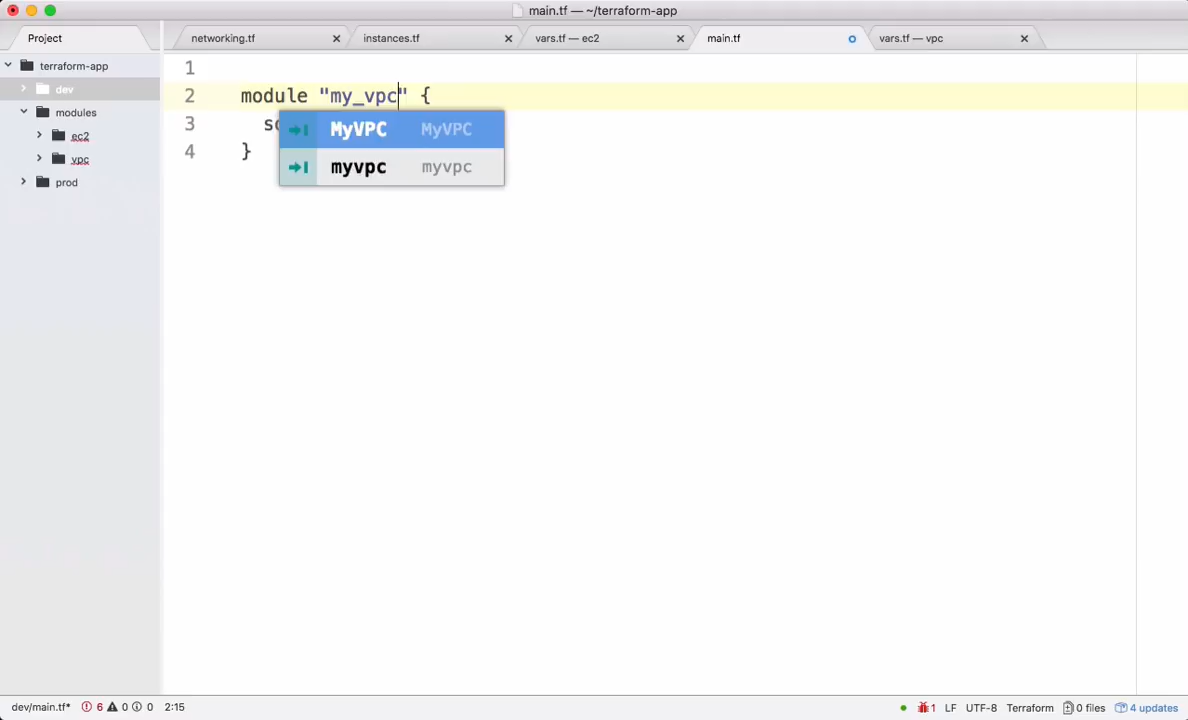 main.tf — ~/terraform-app
Project
networking.tf
instances.tf
vars.tf — ec2
main.tf
vars.tf — vpc
terraform-app
dev
modules
ec2
vpc
prod
1
2 module "my_vpc" {
3 so
4 }
MyVPC MyVPC
myvpc myvpc
dev/main.tf* 6 0 0 2:15
1 LF UTF-8 Terraform 0 files 4 updates